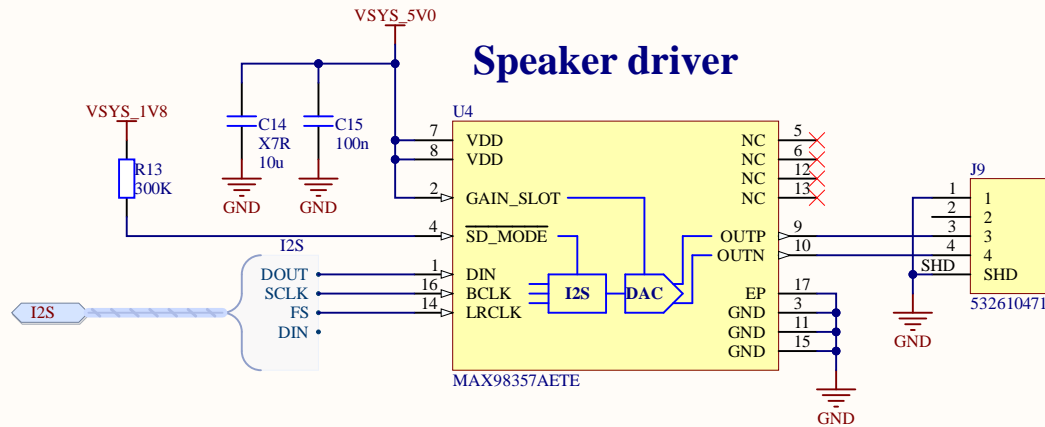 VSYS_5V0
Speaker driver
VSYS_1V8
R13
300K
C14
X7R
10u
GND
C15
100n
GND
U4
7 VDD
8 VDD
2 GAIN_SLOT
4 SD_MODE
1 DIN
16 BCLK
14 LRCLK
I2S
DAC
NC 5
NC 6
NC 12
NC 13
OUTP 9
OUTN 10
EP 17
GND 3
GND 11
GND 15
MAX98357AETE
GND
I2S
DOUT
SCLK
FS
DIN
I2S
J9
1 1
2 2
3 3
4 4
SHD SHD
532610471
GND